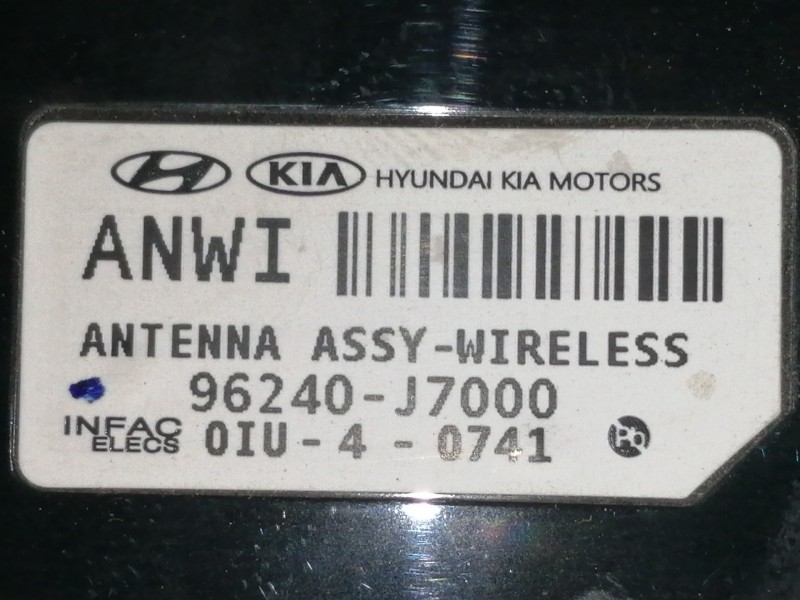 KIA HYUNDAI KIA MOTORS
ANWI
ANTENNA ASSY-WIRELESS
96240-J7000
INFAC
ELECS
0IU-4-0741
Pb